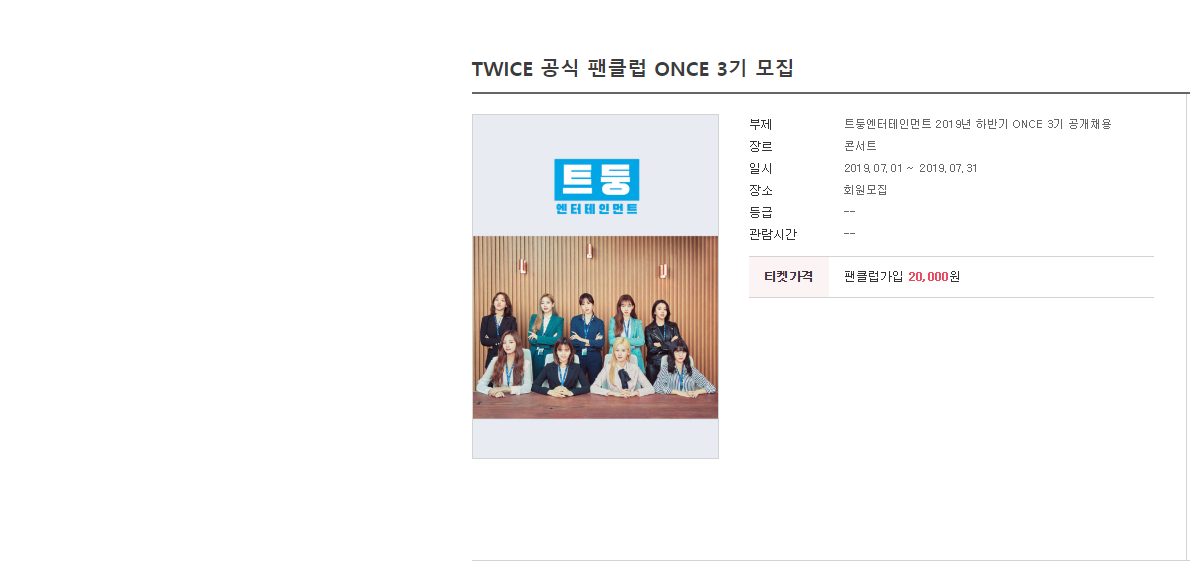 TWICE 공식 팬클럽 ONCE 3기 모집
트둥
엔터테인먼트
부제 트둥엔터테인먼트 2019년 하반기 ONCE 3기 공개채용
장르 콘서트
일시 2019.07.01 ~ 2019.07.31
장소 회원모집
등급 --
관람시간 --
티켓가격 팬클럽가입 20,000원